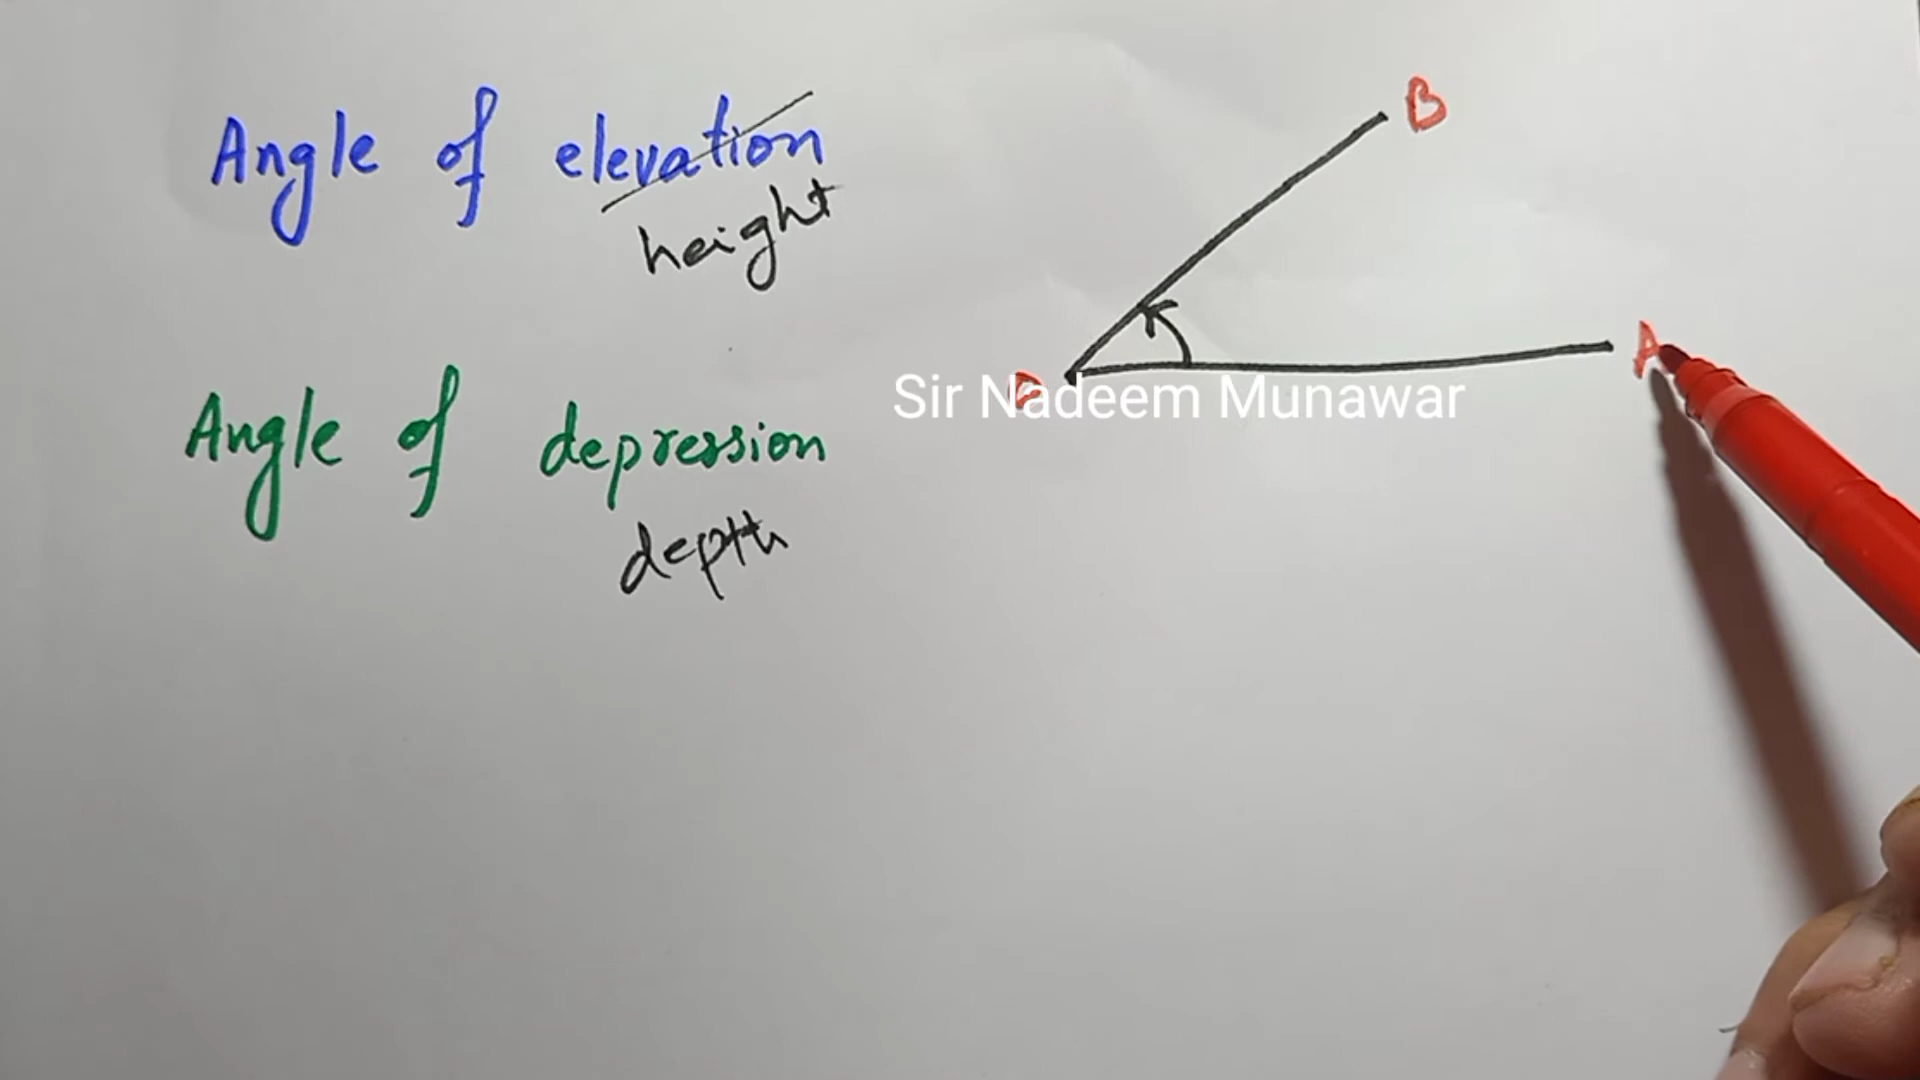 Angle of elevation
height
B
A
Sir Nadeem Munawar
Angle of depression
depth